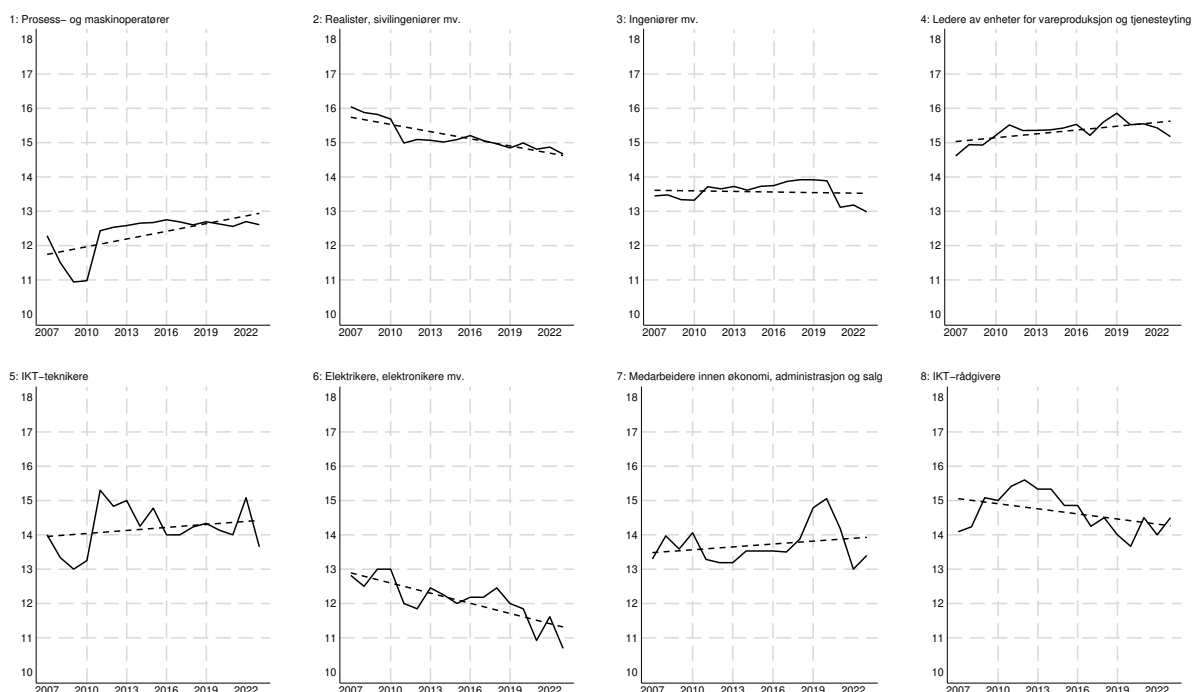 1: Prosess− og maskinoperatører
2: Realister, sivilingeniører mv.
3: Ingeniører mv.
4: Ledere av enheter for vareproduksjon og tjenesteyting
18 18 18 18
17 17 17 17
16 16 16 16
15 15 15 15
14 14 14 14
13 13 13 13
12 12 12 12
11 11 11 11
10 10 10 10
2007 2010 2013 2016 2019 2022 2007 2010 2013 2016 2019 2022 2007 2010 2013 2016 2019 2022 2007 2010 2013 2016 2019 2022
5: IKT−teknikere
6: Elektrikere, elektronikere mv.
7: Medarbeidere innen økonomi, administrasjon og salg
8: IKT−rådgivere
18 18 18 18
17 17 17 17
16 16 16 16
15 15 15 15
14 14 14 14
13 13 13 13
12 12 12 12
11 11 11 11
10 10 10 10
2007 2010 2013 2016 2019 2022 2007 2010 2013 2016 2019 2022 2007 2010 2013 2016 2019 2022 2007 2010 2013 2016 2019 2022